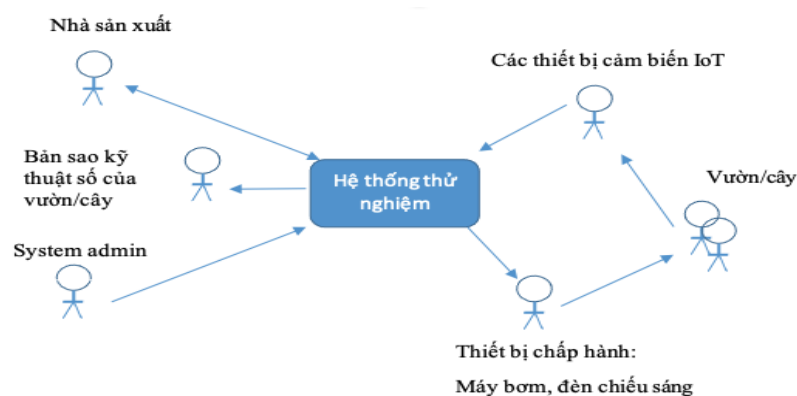 Nhà sản xuất
Các thiết bị cảm biến IoT
Bản sao kỹ
thuật số của
vườn/cây
Hệ thống thử
nghiệm
Vườn/cây
System admin
Thiết bị chấp hành:
Máy bơm, đèn chiếu sáng